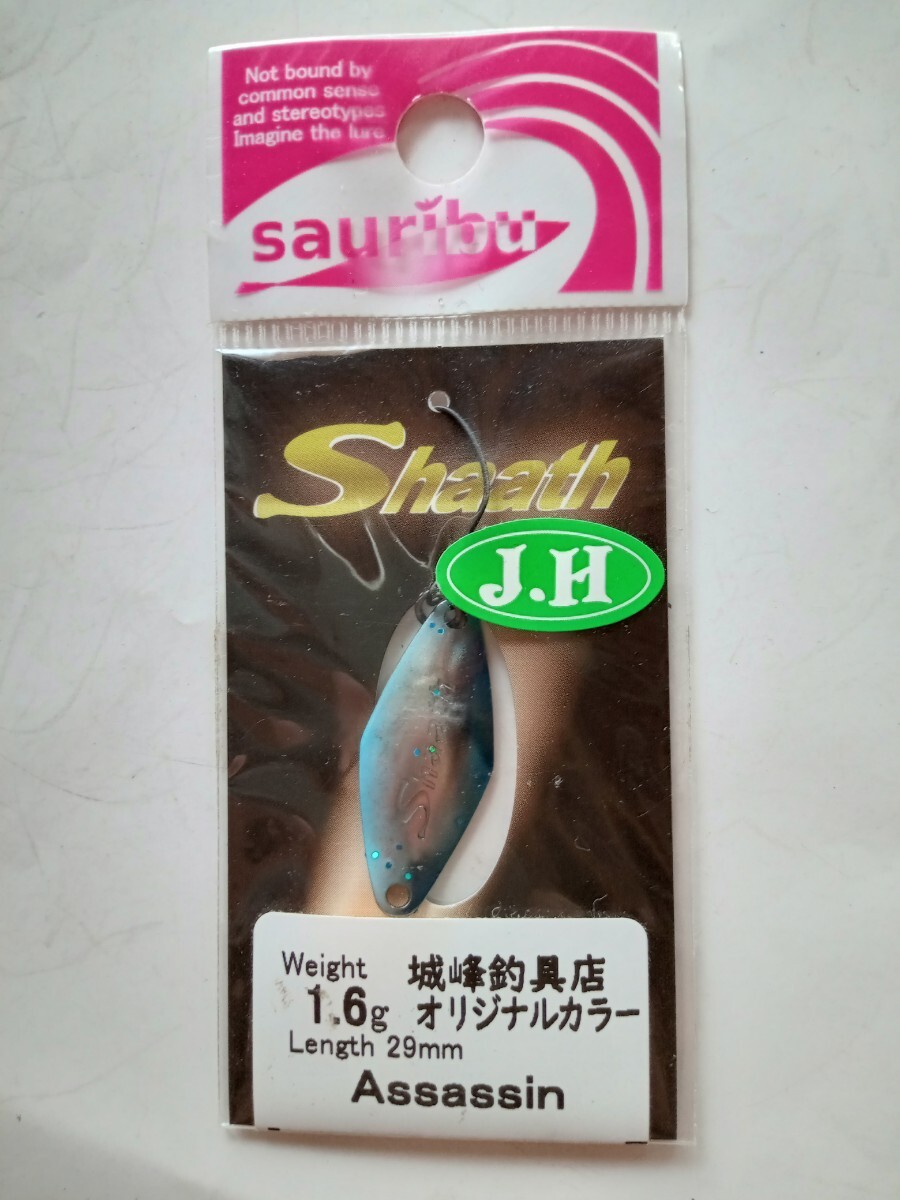 Not bound by
common sense
and stereotypes
Imagine the lure
sauribu
Shaath
J.H
Weight 城峰釣具店
1.6g オリジナルカラー
Length 29mm
Assassin